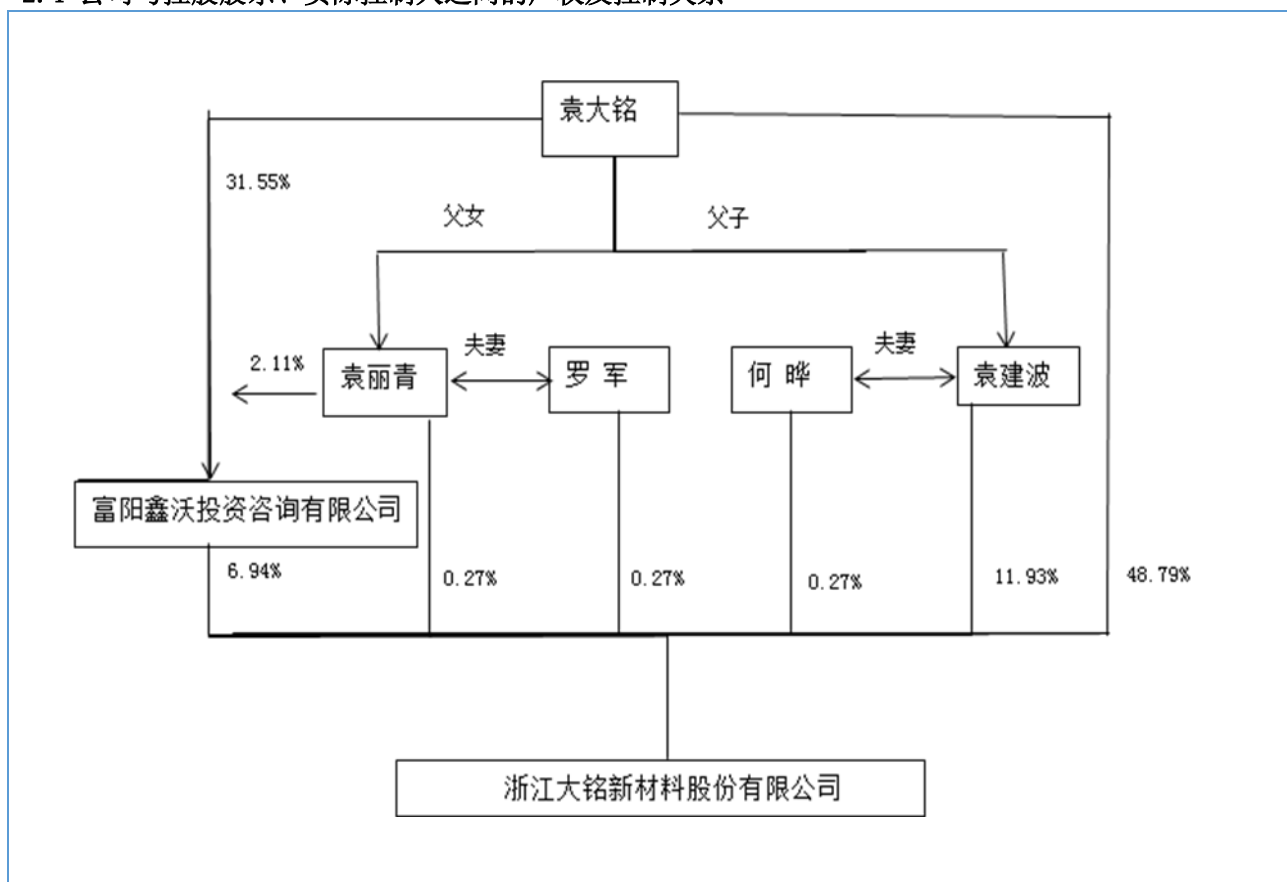 袁大铭
31.55%
父女
父子
2.11%
夫妻
夫妻
袁丽青
罗 军
何 晔
袁建波
富阳鑫沃投资咨询有限公司
6.94%
0.27%
0.27%
0.27%
11.93%
48.79%
浙江大铭新材料股份有限公司